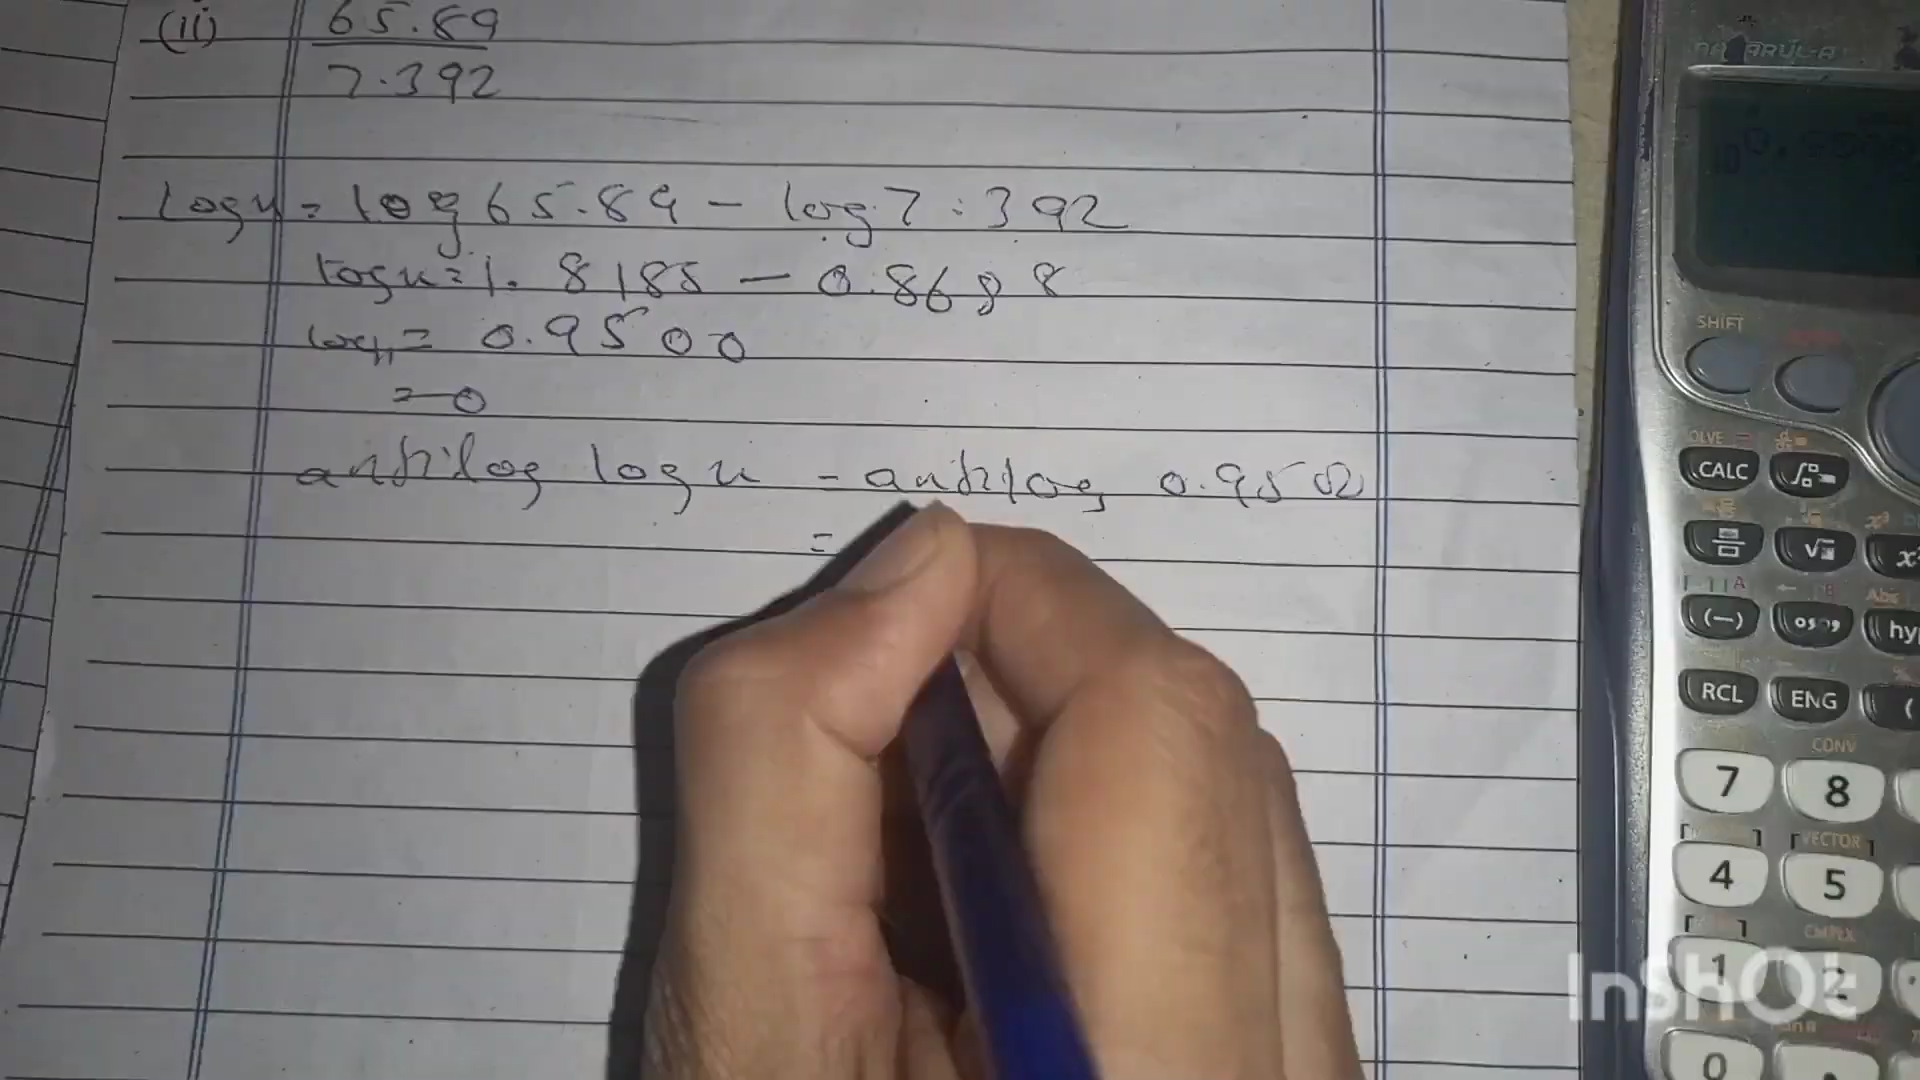 (ii) 65.89
7.392
log x = log 65.89 - log 7.392
log x = 1.8188 - 0.8688
log x = 0.9500
= 0
antilog log x = antilog 0.9500
=
SHIFT
CALC
RCL ENG
CONV
7 8
VECTOR
4 5
CMPLX
1 2
0
InShOt